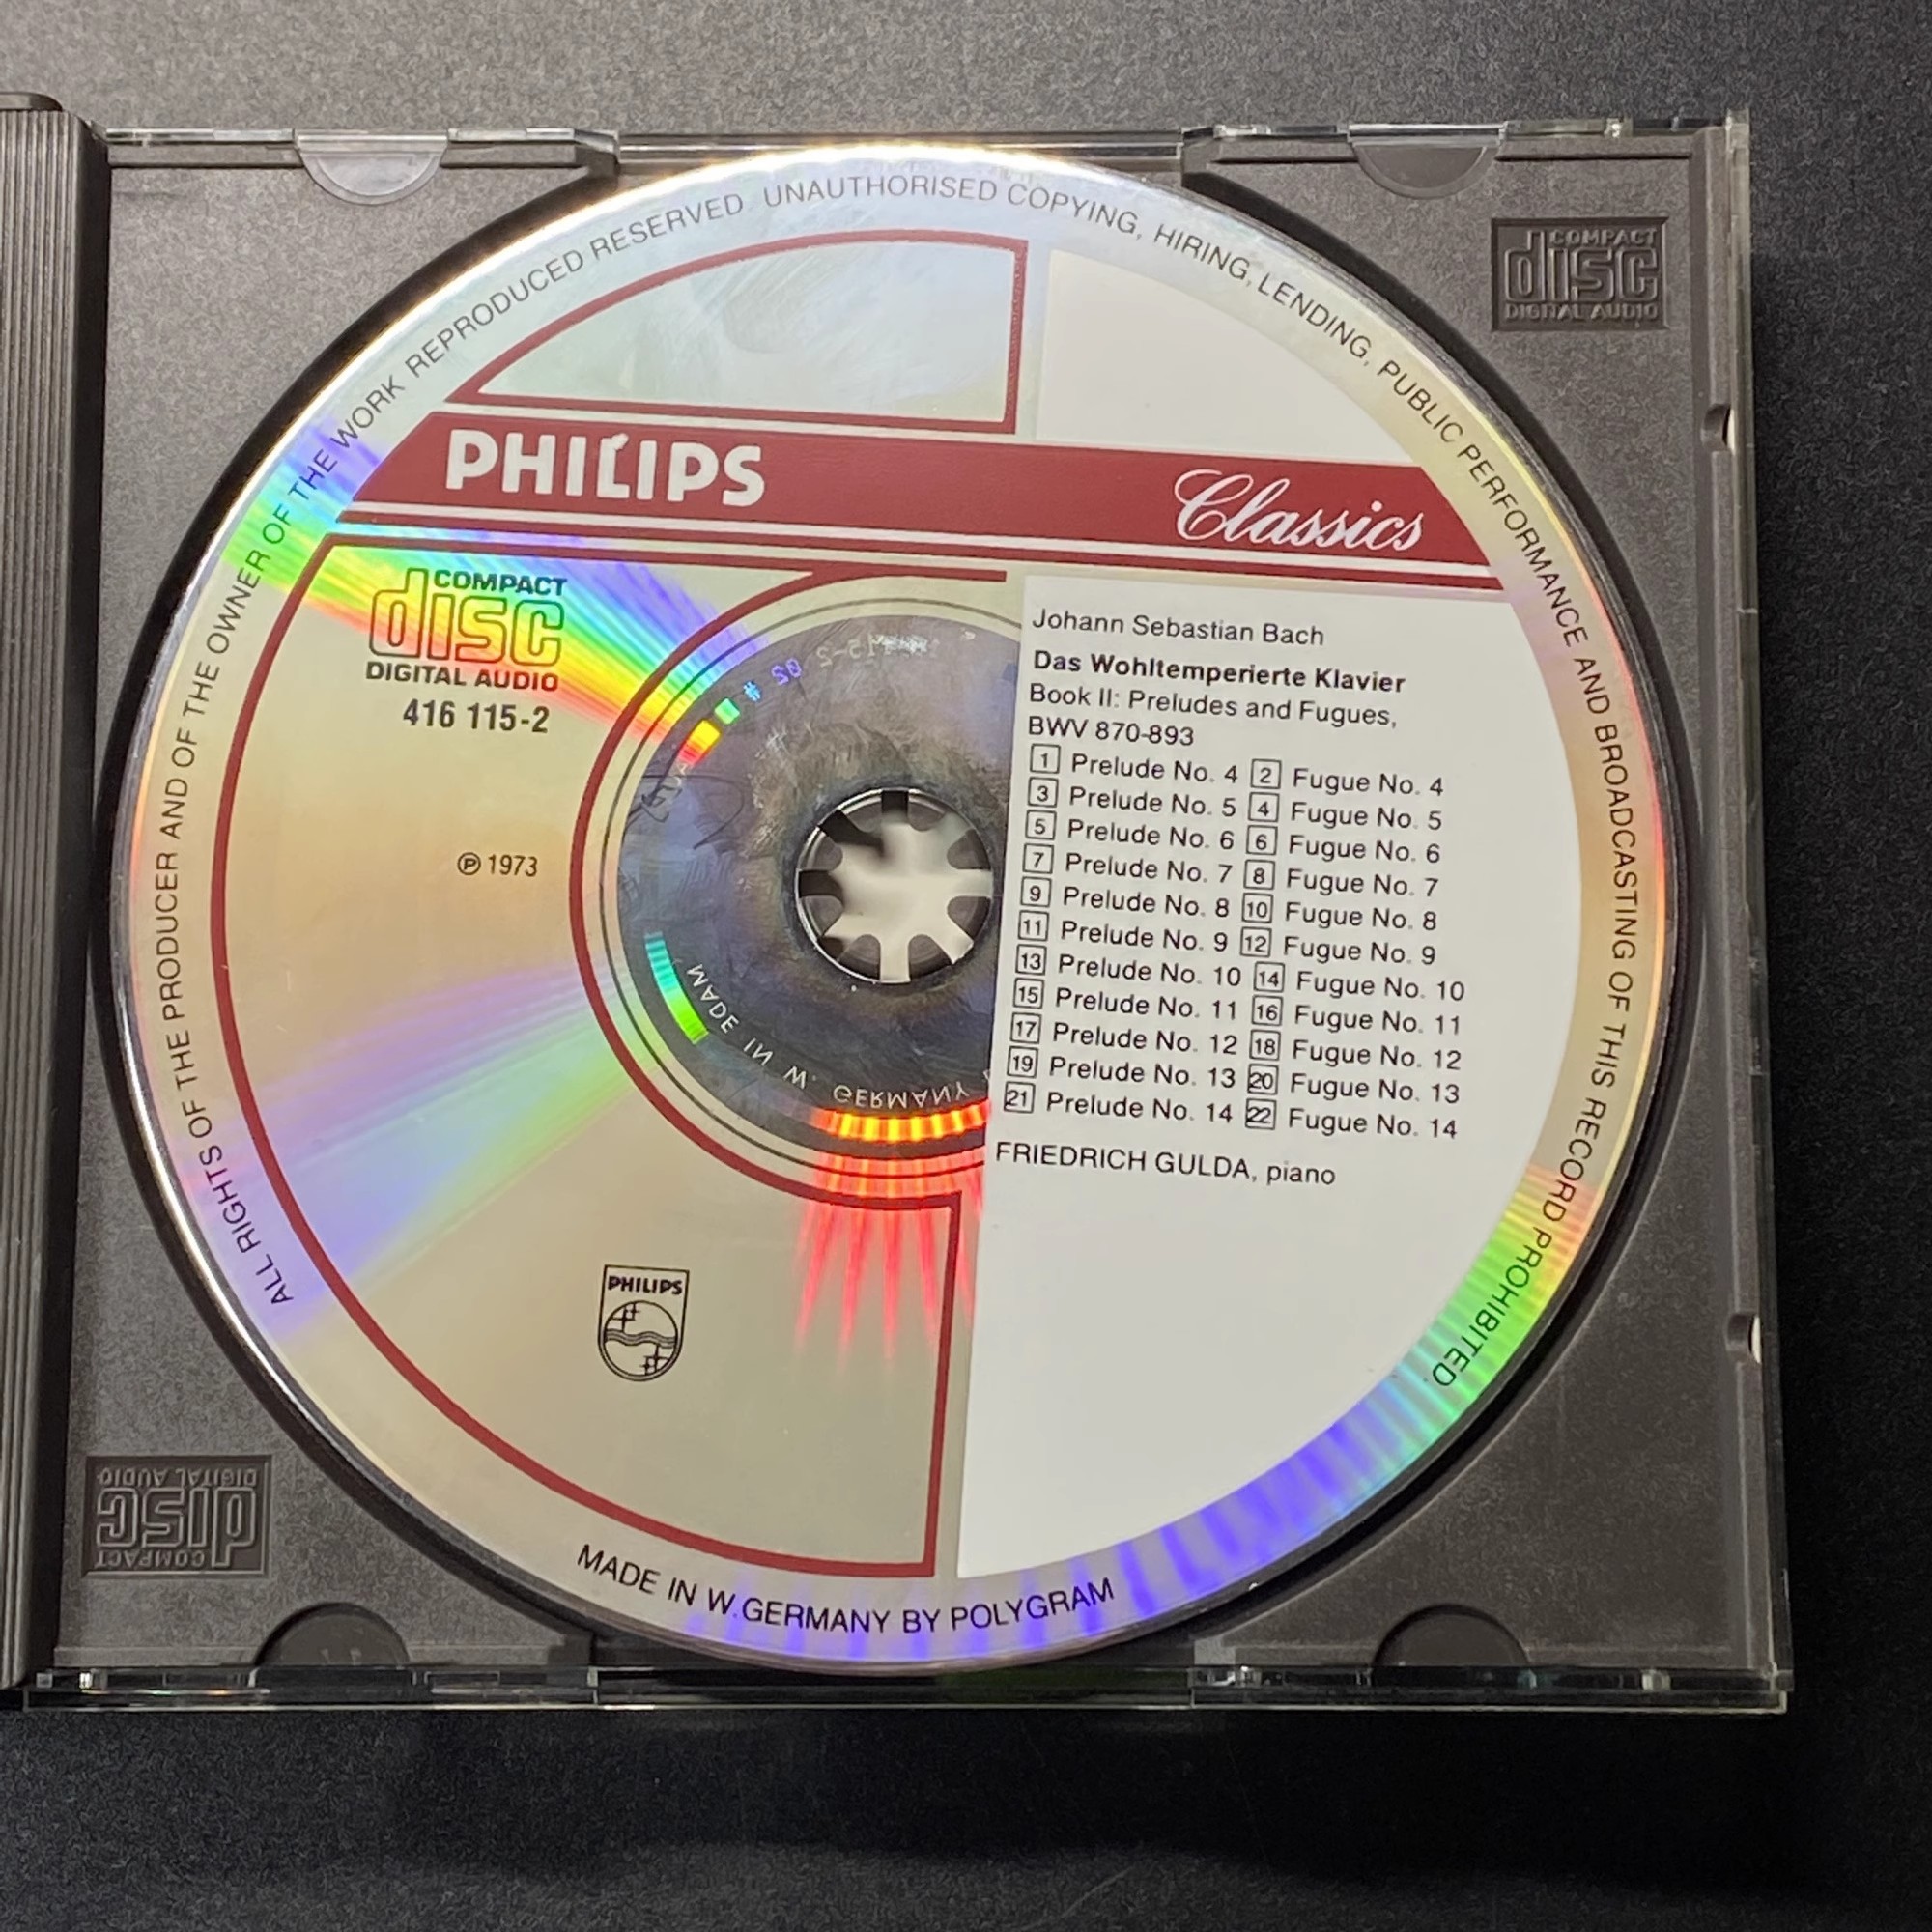 ALL RIGHTS OF THE PRODUCER AND OF THE OWNER OF THE WORK REPRODUCED RESERVED UNAUTHORISED COPYING, HIRING, LENDING, PUBLIC PERFORMANCE AND BROADCASTING OF THIS RECORD PROHIBITED
COMPACT
disc
DIGITAL AUDIO
PHILIPS Classics
COMPACT
disc
DIGITAL AUDIO
416 115-2
℗ 1973
Johann Sebastian Bach
Das Wohltemperierte Klavier
Book II: Preludes and Fugues,
BWV 870-893
1 Prelude No. 4 2 Fugue No. 4
3 Prelude No. 5 4 Fugue No. 5
5 Prelude No. 6 6 Fugue No. 6
7 Prelude No. 7 8 Fugue No. 7
9 Prelude No. 8 10 Fugue No. 8
11 Prelude No. 9 12 Fugue No. 9
13 Prelude No. 10 14 Fugue No. 10
15 Prelude No. 11 16 Fugue No. 11
17 Prelude No. 12 18 Fugue No. 12
19 Prelude No. 13 20 Fugue No. 13
21 Prelude No. 14 22 Fugue No. 14
FRIEDRICH GULDA, piano
MADE IN W. GERMANY
PHILIPS
COMPACT
disc
DIGITAL AUDIO
MADE IN W.GERMANY BY POLYGRAM